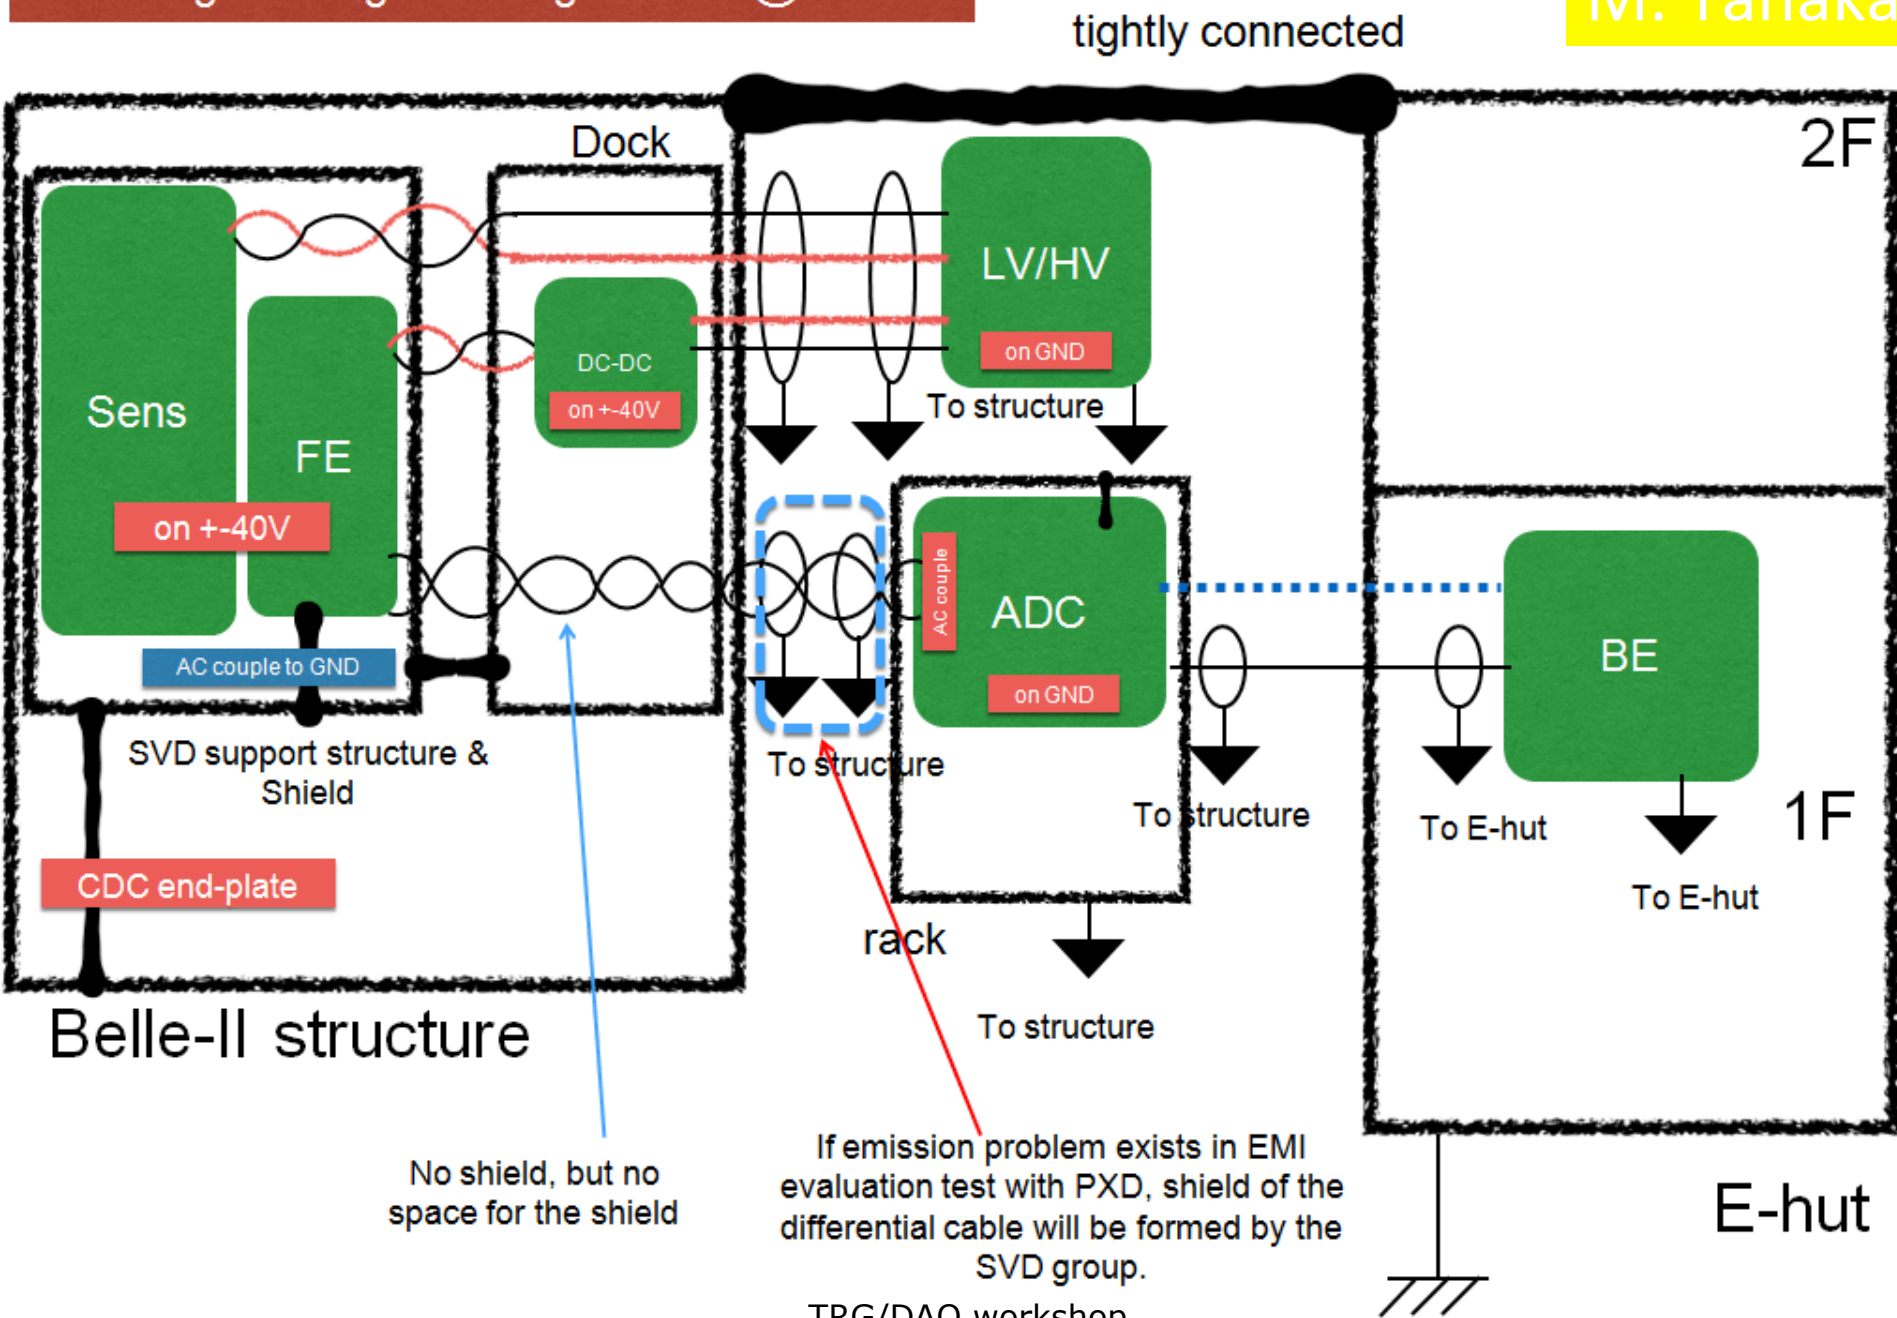 tightly connected
2F
Dock
LV/HV
on GND
To structure
DC-DC
on +-40V
Sens
FE
on +-40V
AC couple
ADC
on GND
BE
AC couple to GND
SVD support structure &
Shield
To structure
To structure
To E-hut
1F
To E-hut
CDC end-plate
rack
To structure
Belle-II structure
No shield, but no
space for the shield
If emission problem exists in EMI
evaluation test with PXD, shield of the
differential cable will be formed by the
SVD group.
E-hut
TRG/DAQ workshop
M. Tanaka